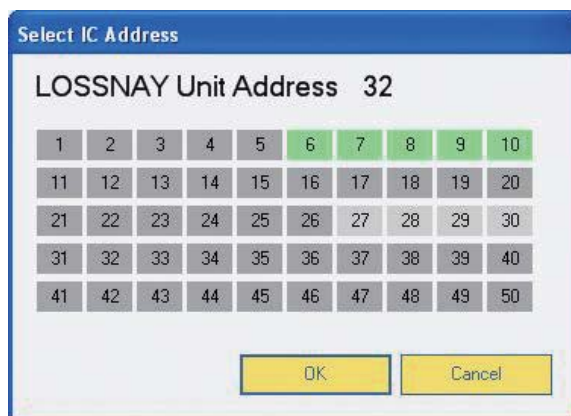 Select IC Address
LOSSNAY Unit Address 32
1 2 3 4 5 6 7 8 9 10
11 12 13 14 15 16 17 18 19 20
21 22 23 24 25 26 27 28 29 30
31 32 33 34 35 36 37 38 39 40
41 42 43 44 45 46 47 48 49 50
OK Cancel